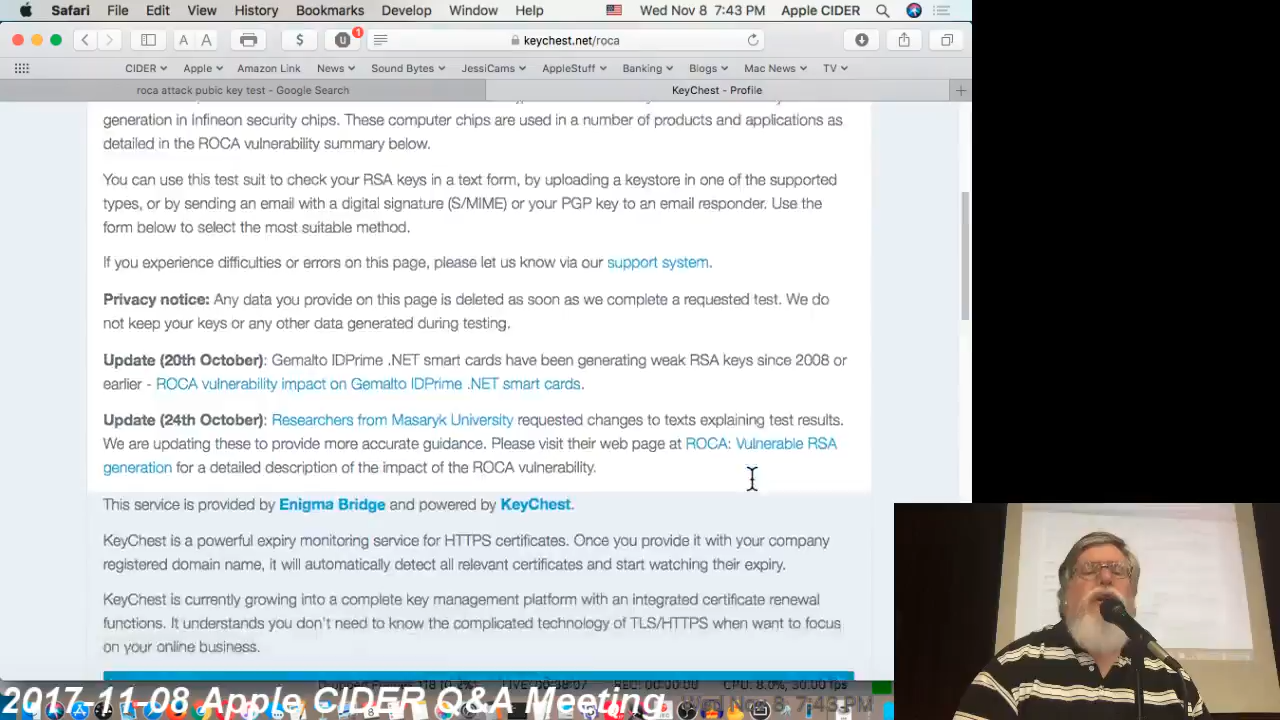 Safari File Edit View History Bookmarks Develop Window Help Wed Nov 8 7:43 PM Apple CIDER
A A $ u 1 keychest.net/roca
CIDER Apple Amazon Link News Sound Bytes JessiCams AppleStuff Banking Blogs Mac News TV
roca attack pubic key test - Google Search KeyChest - Profile
generation in Infineon security chips. These computer chips are used in a number of products and applications as
detailed in the ROCA vulnerability summary below.
You can use this test suit to check your RSA keys in a text form, by uploading a keystore in one of the supported
types, or by sending an email with a digital signature (S/MIME) or your PGP key to an email responder. Use the
form below to select the most suitable method.
If you experience difficulties or errors on this page, please let us know via our support system.
Privacy notice: Any data you provide on this page is deleted as soon as we complete a requested test. We do
not keep your keys or any other data generated during testing.
Update (20th October): Gemalto IDPrime .NET smart cards have been generating weak RSA keys since 2008 or
earlier - ROCA vulnerability impact on Gemalto IDPrime .NET smart cards.
Update (24th October): Researchers from Masaryk University requested changes to texts explaining test results.
We are updating these to provide more accurate guidance. Please visit their web page at ROCA: Vulnerable RSA
generation for a detailed description of the impact of the ROCA vulnerability.
This service is provided by Enigma Bridge and powered by KeyChest.
KeyChest is a powerful expiry monitoring service for HTTPS certificates. Once you provide it with your company
registered domain name, it will automatically detect all relevant certificates and start watching their expiry.
KeyChest is currently growing into a complete key management platform with an integrated certificate renewal
functions. It understands you don't need to know the complicated technology of TLS/HTTPS when want to focus
on your online business.
CPU: 8.0%, 30.00 fps
2017-11-08 Apple CIDER Q&A Meeting Wed Nov 8, 7:43 PM